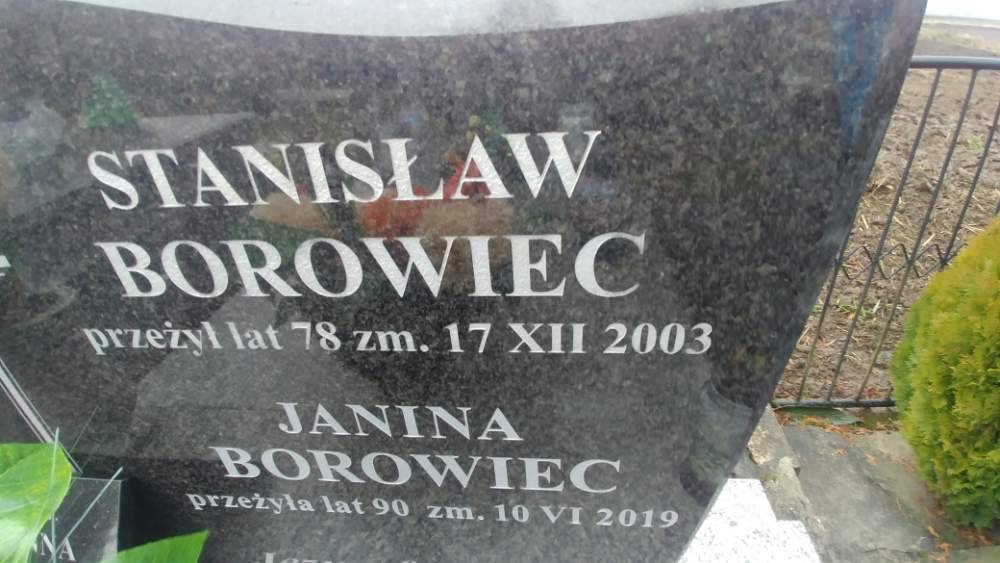 STANISŁAW
BOROWIEC
przeżył lat 78 zm. 17 XII 2003
JANINA
BOROWIEC
przeżyła lat 90 zm. 10 VI 2019